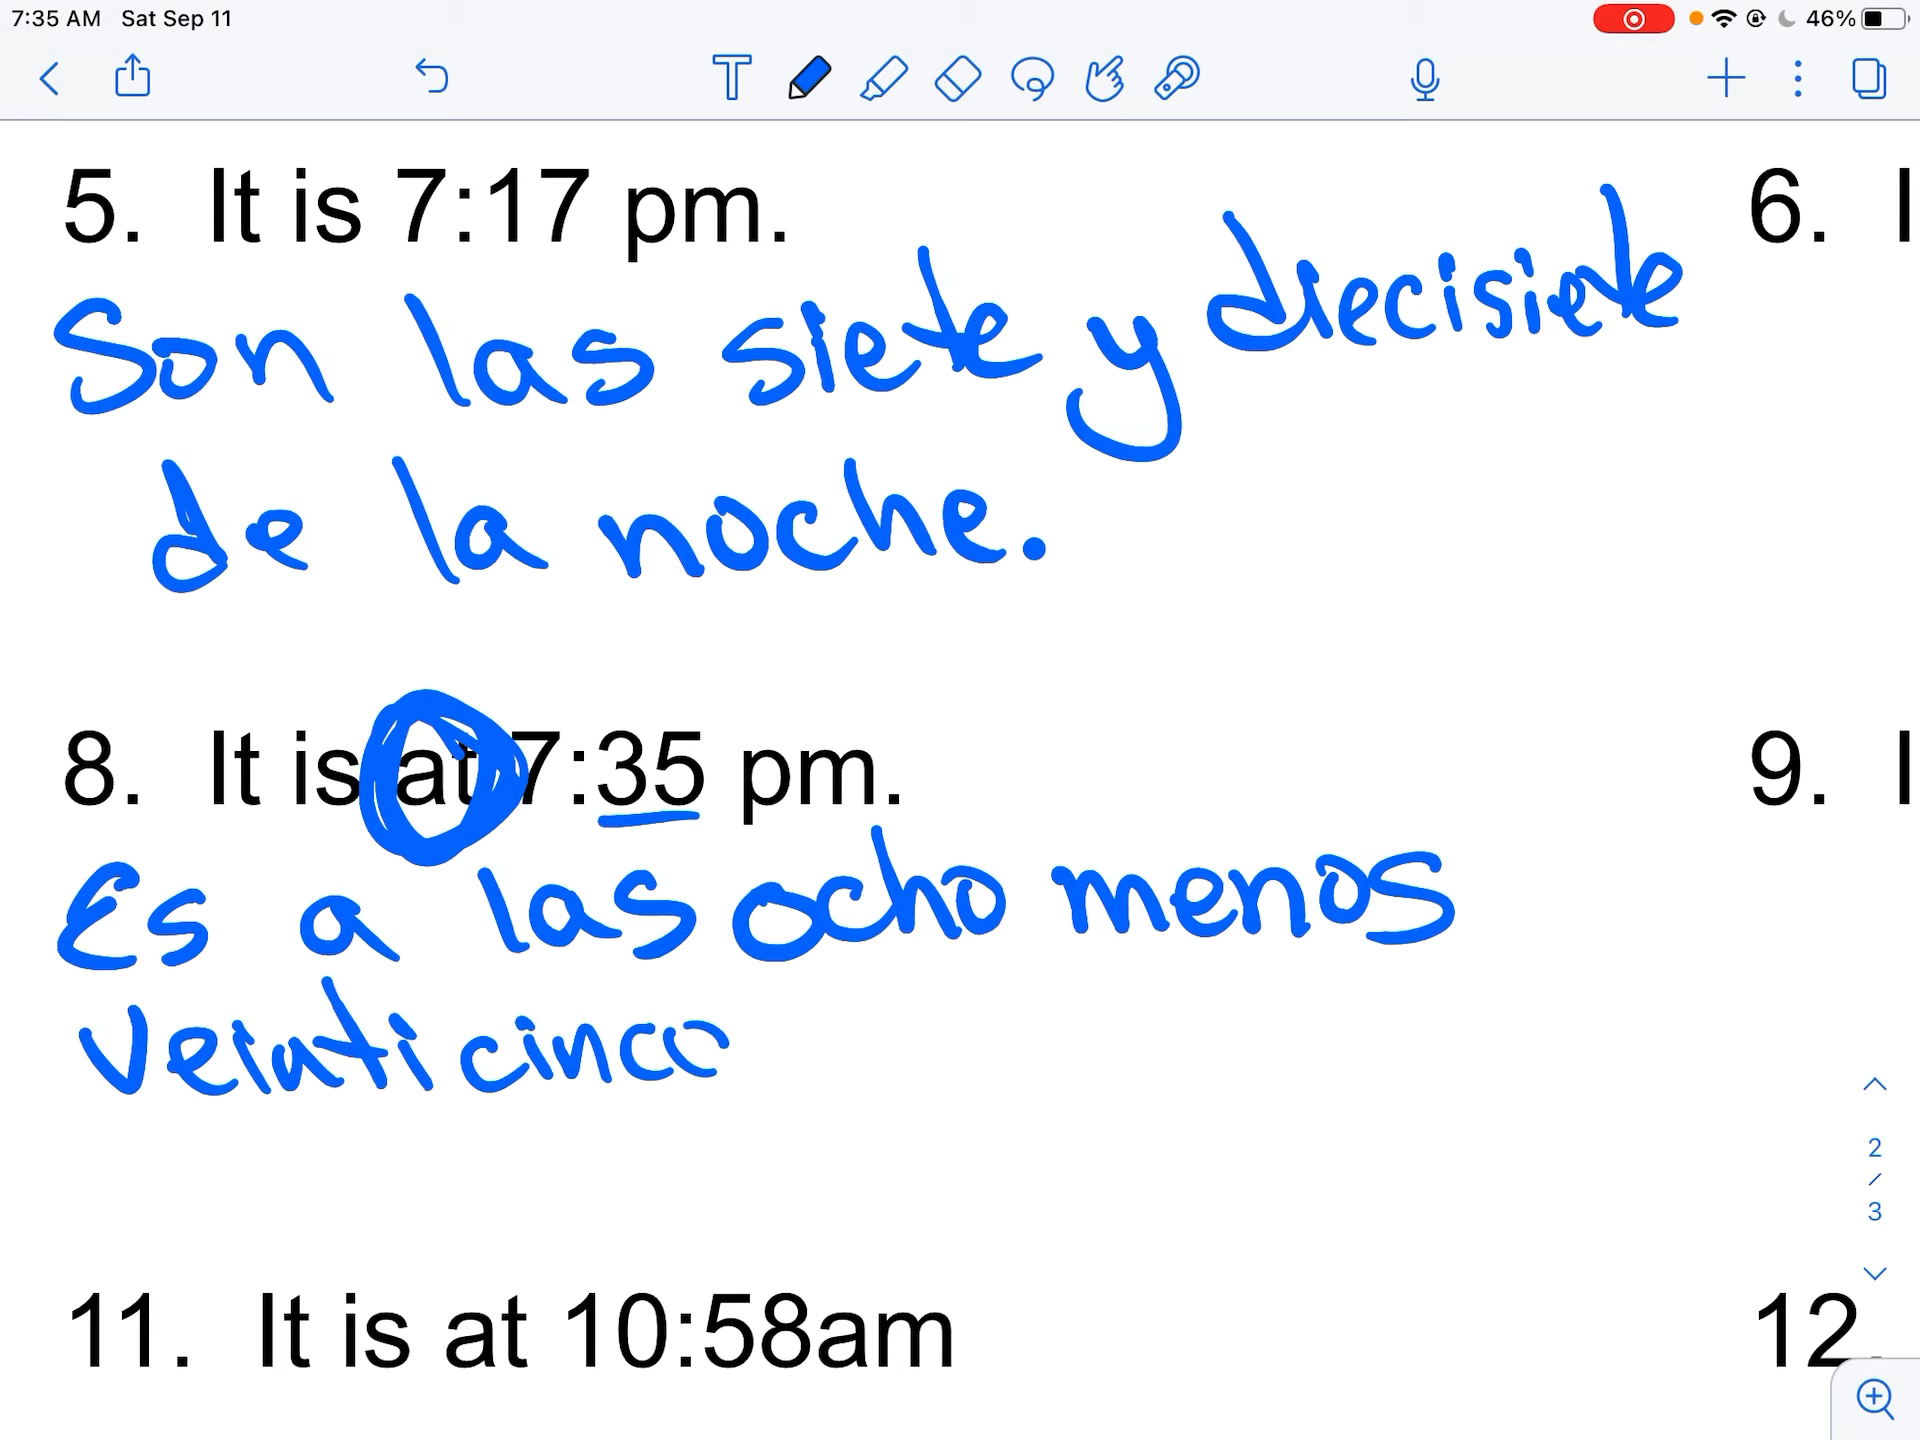 7:35 AM Sat Sep 11
46%
5. It is 7:17 pm.
6. I
Son las siete y diecisiete
de la noche.
8. It is at 7:35 pm.
9. I
Es a las ocho menos
veinticinco
2
/
3
11. It is at 10:58am
12.